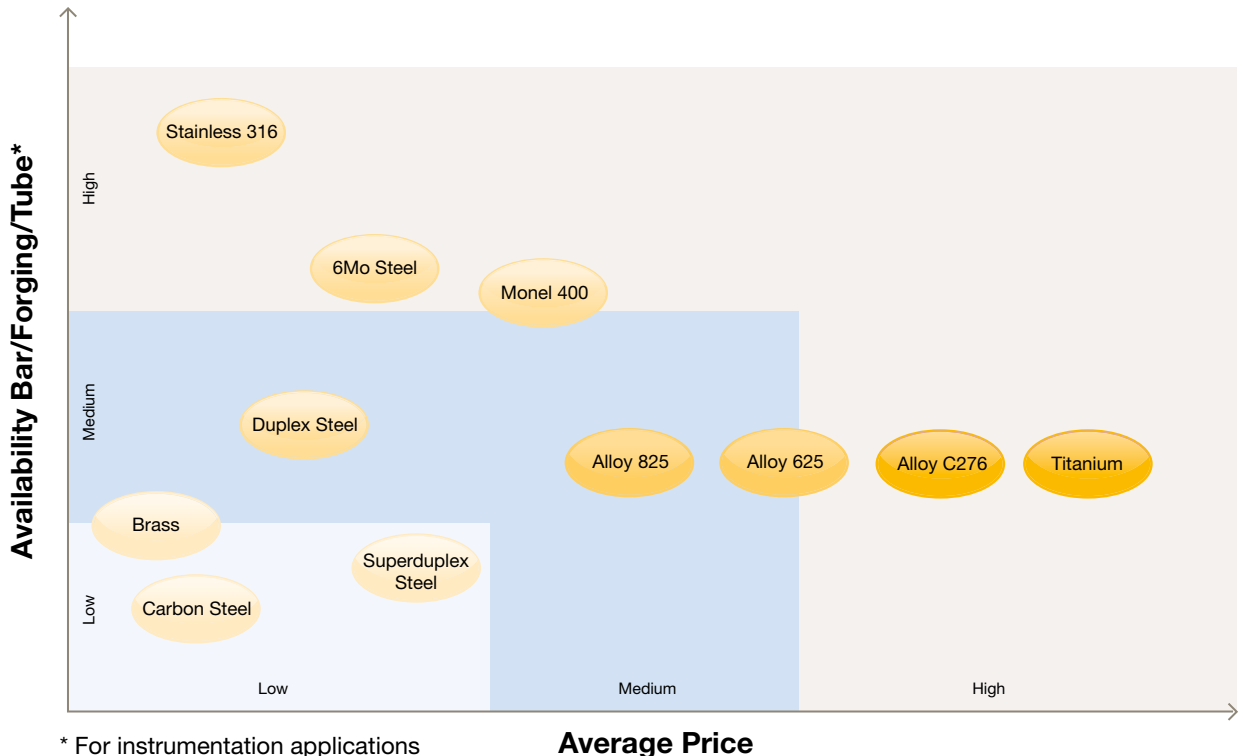 Availability Bar/Forging/Tube*
High
Medium
Low
Stainless 316
6Mo Steel
Monel 400
Duplex Steel
Alloy 825
Alloy 625
Alloy C276
Titanium
Brass
Superduplex
Steel
Carbon Steel
Low
Medium
High
* For instrumentation applications
Average Price